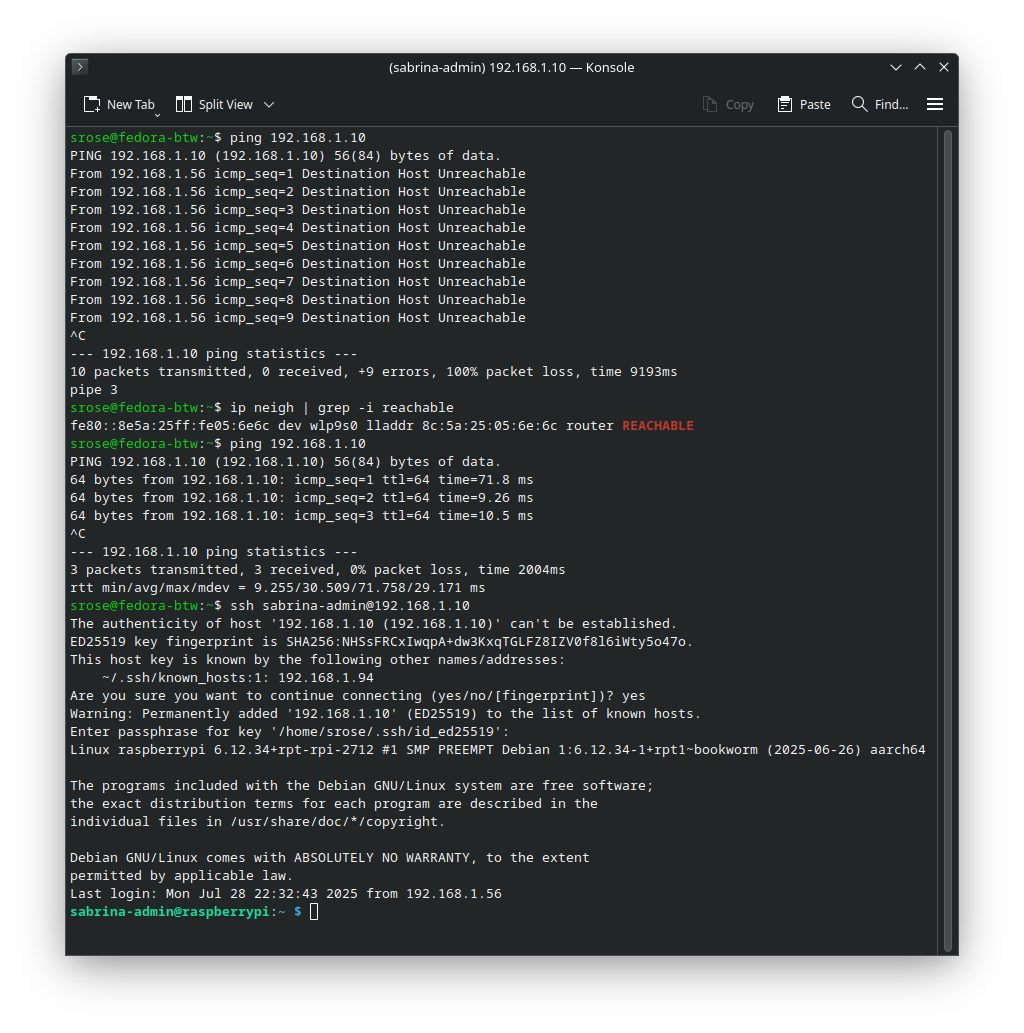 (sabrina-admin) 192.168.1.10 — Konsole
New Tab Split View Copy Paste Find...
srose@fedora-btw:~$ ping 192.168.1.10
PING 192.168.1.10 (192.168.1.10) 56(84) bytes of data.
From 192.168.1.56 icmp_seq=1 Destination Host Unreachable
From 192.168.1.56 icmp_seq=2 Destination Host Unreachable
From 192.168.1.56 icmp_seq=3 Destination Host Unreachable
From 192.168.1.56 icmp_seq=4 Destination Host Unreachable
From 192.168.1.56 icmp_seq=5 Destination Host Unreachable
From 192.168.1.56 icmp_seq=6 Destination Host Unreachable
From 192.168.1.56 icmp_seq=7 Destination Host Unreachable
From 192.168.1.56 icmp_seq=8 Destination Host Unreachable
From 192.168.1.56 icmp_seq=9 Destination Host Unreachable
^C
--- 192.168.1.10 ping statistics ---
10 packets transmitted, 0 received, +9 errors, 100% packet loss, time 9193ms
pipe 3
srose@fedora-btw:~$ ip neigh | grep -i reachable
fe80::8e5a:25ff:fe05:6e6c dev wlp9s0 lladdr 8c:5a:25:05:6e:6c router REACHABLE
srose@fedora-btw:~$ ping 192.168.1.10
PING 192.168.1.10 (192.168.1.10) 56(84) bytes of data.
64 bytes from 192.168.1.10: icmp_seq=1 ttl=64 time=71.8 ms
64 bytes from 192.168.1.10: icmp_seq=2 ttl=64 time=9.26 ms
64 bytes from 192.168.1.10: icmp_seq=3 ttl=64 time=10.5 ms
^C
--- 192.168.1.10 ping statistics ---
3 packets transmitted, 3 received, 0% packet loss, time 2004ms
rtt min/avg/max/mdev = 9.255/30.509/71.758/29.171 ms
srose@fedora-btw:~$ ssh sabrina-admin@192.168.1.10
The authenticity of host '192.168.1.10 (192.168.1.10)' can't be established.
ED25519 key fingerprint is SHA256:NHSsFRCxIwqpA+dw3KxqTGLFZ8IZV0f8l6iWty5o47o.
This host key is known by the following other names/addresses:
    ~/.ssh/known_hosts:1: 192.168.1.94
Are you sure you want to continue connecting (yes/no/[fingerprint])? yes
Warning: Permanently added '192.168.1.10' (ED25519) to the list of known hosts.
Enter passphrase for key '/home/srose/.ssh/id_ed25519':
Linux raspberrypi 6.12.34+rpt-rpi-2712 #1 SMP PREEMPT Debian 1:6.12.34-1+rpt1~bookworm (2025-06-26) aarch64

The programs included with the Debian GNU/Linux system are free software;
the exact distribution terms for each program are described in the
individual files in /usr/share/doc/*/copyright.

Debian GNU/Linux comes with ABSOLUTELY NO WARRANTY, to the extent
permitted by applicable law.
Last login: Mon Jul 28 22:32:43 2025 from 192.168.1.56
sabrina-admin@raspberrypi:~ $